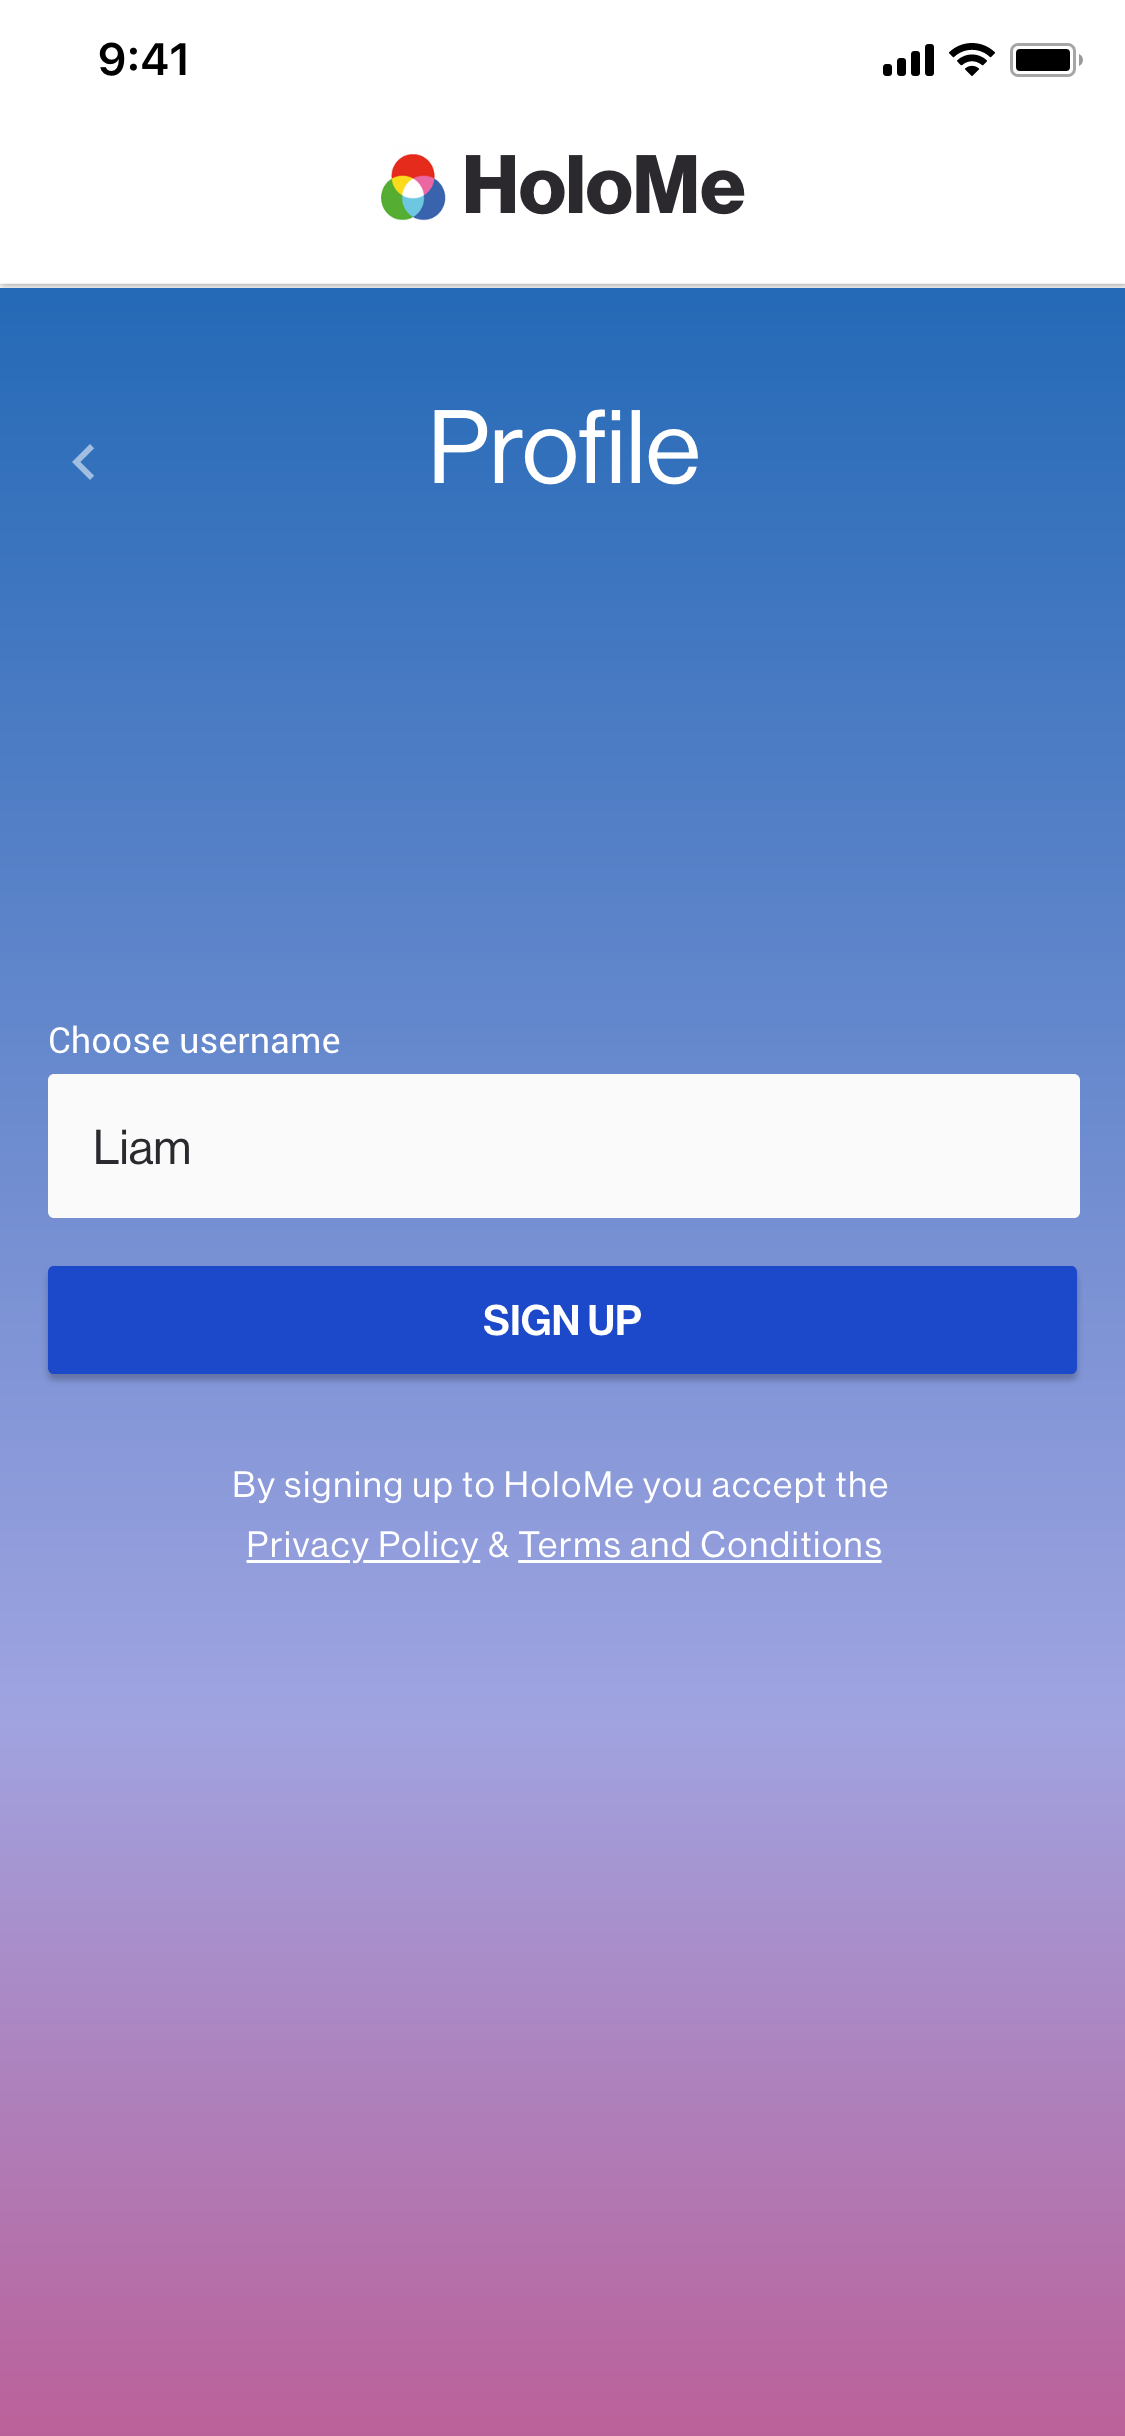 9:41
HoloMe
Profile
Choose username
Liam
SIGN UP
By signing up to HoloMe you accept the
Privacy Policy & Terms and Conditions